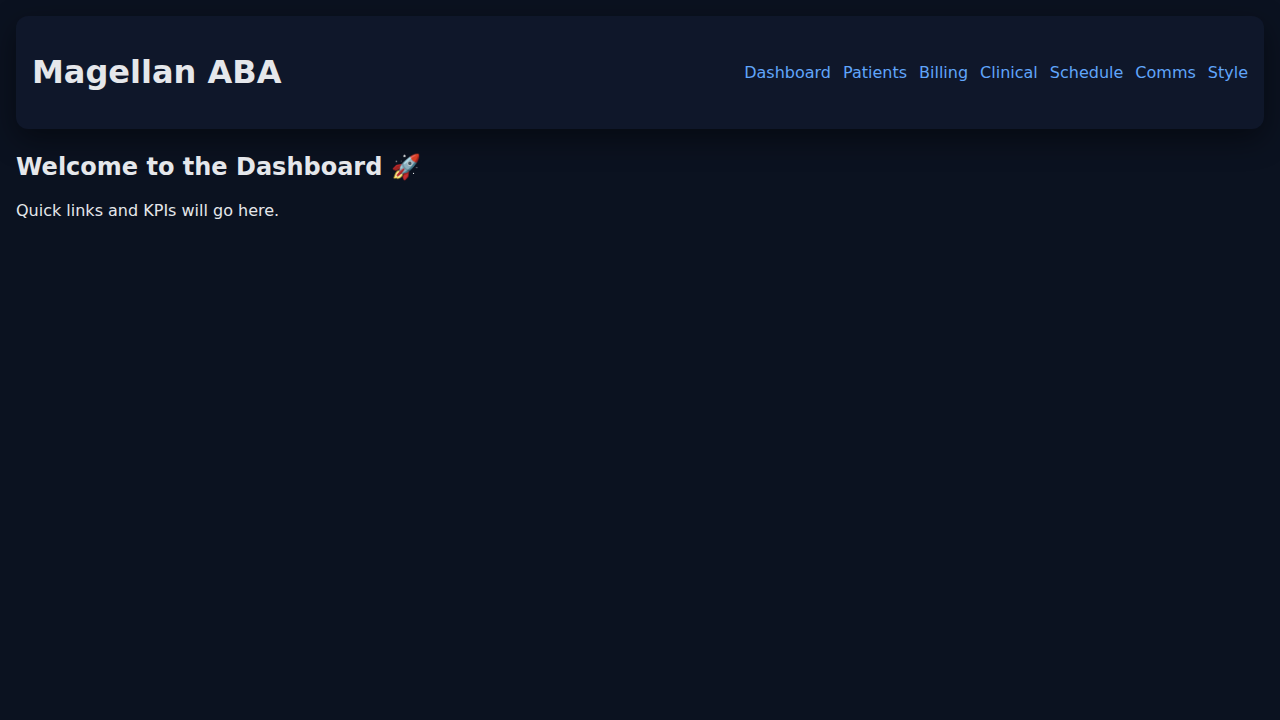 Magellan ABA
Dashboard Patients Billing Clinical Schedule Comms Style
Welcome to the Dashboard 🚀
Quick links and KPIs will go here.